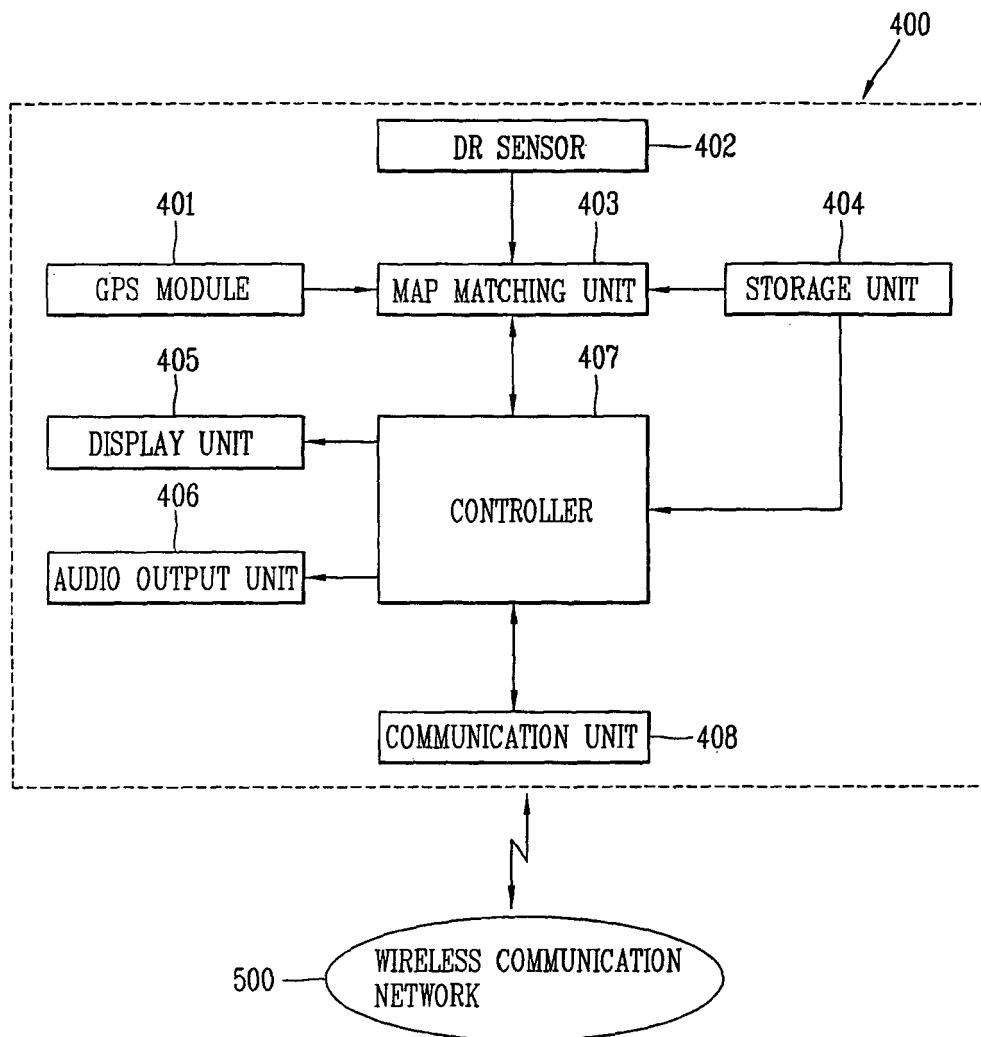 400
DR SENSOR
402
401
403
404
GPS MODULE
MAP MATCHING UNIT
STORAGE UNIT
405
407
DISPLAY UNIT
406
CONTROLLER
AUDIO OUTPUT UNIT
COMMUNICATION UNIT
408
500
WIRELESS COMMUNICATION
NETWORK